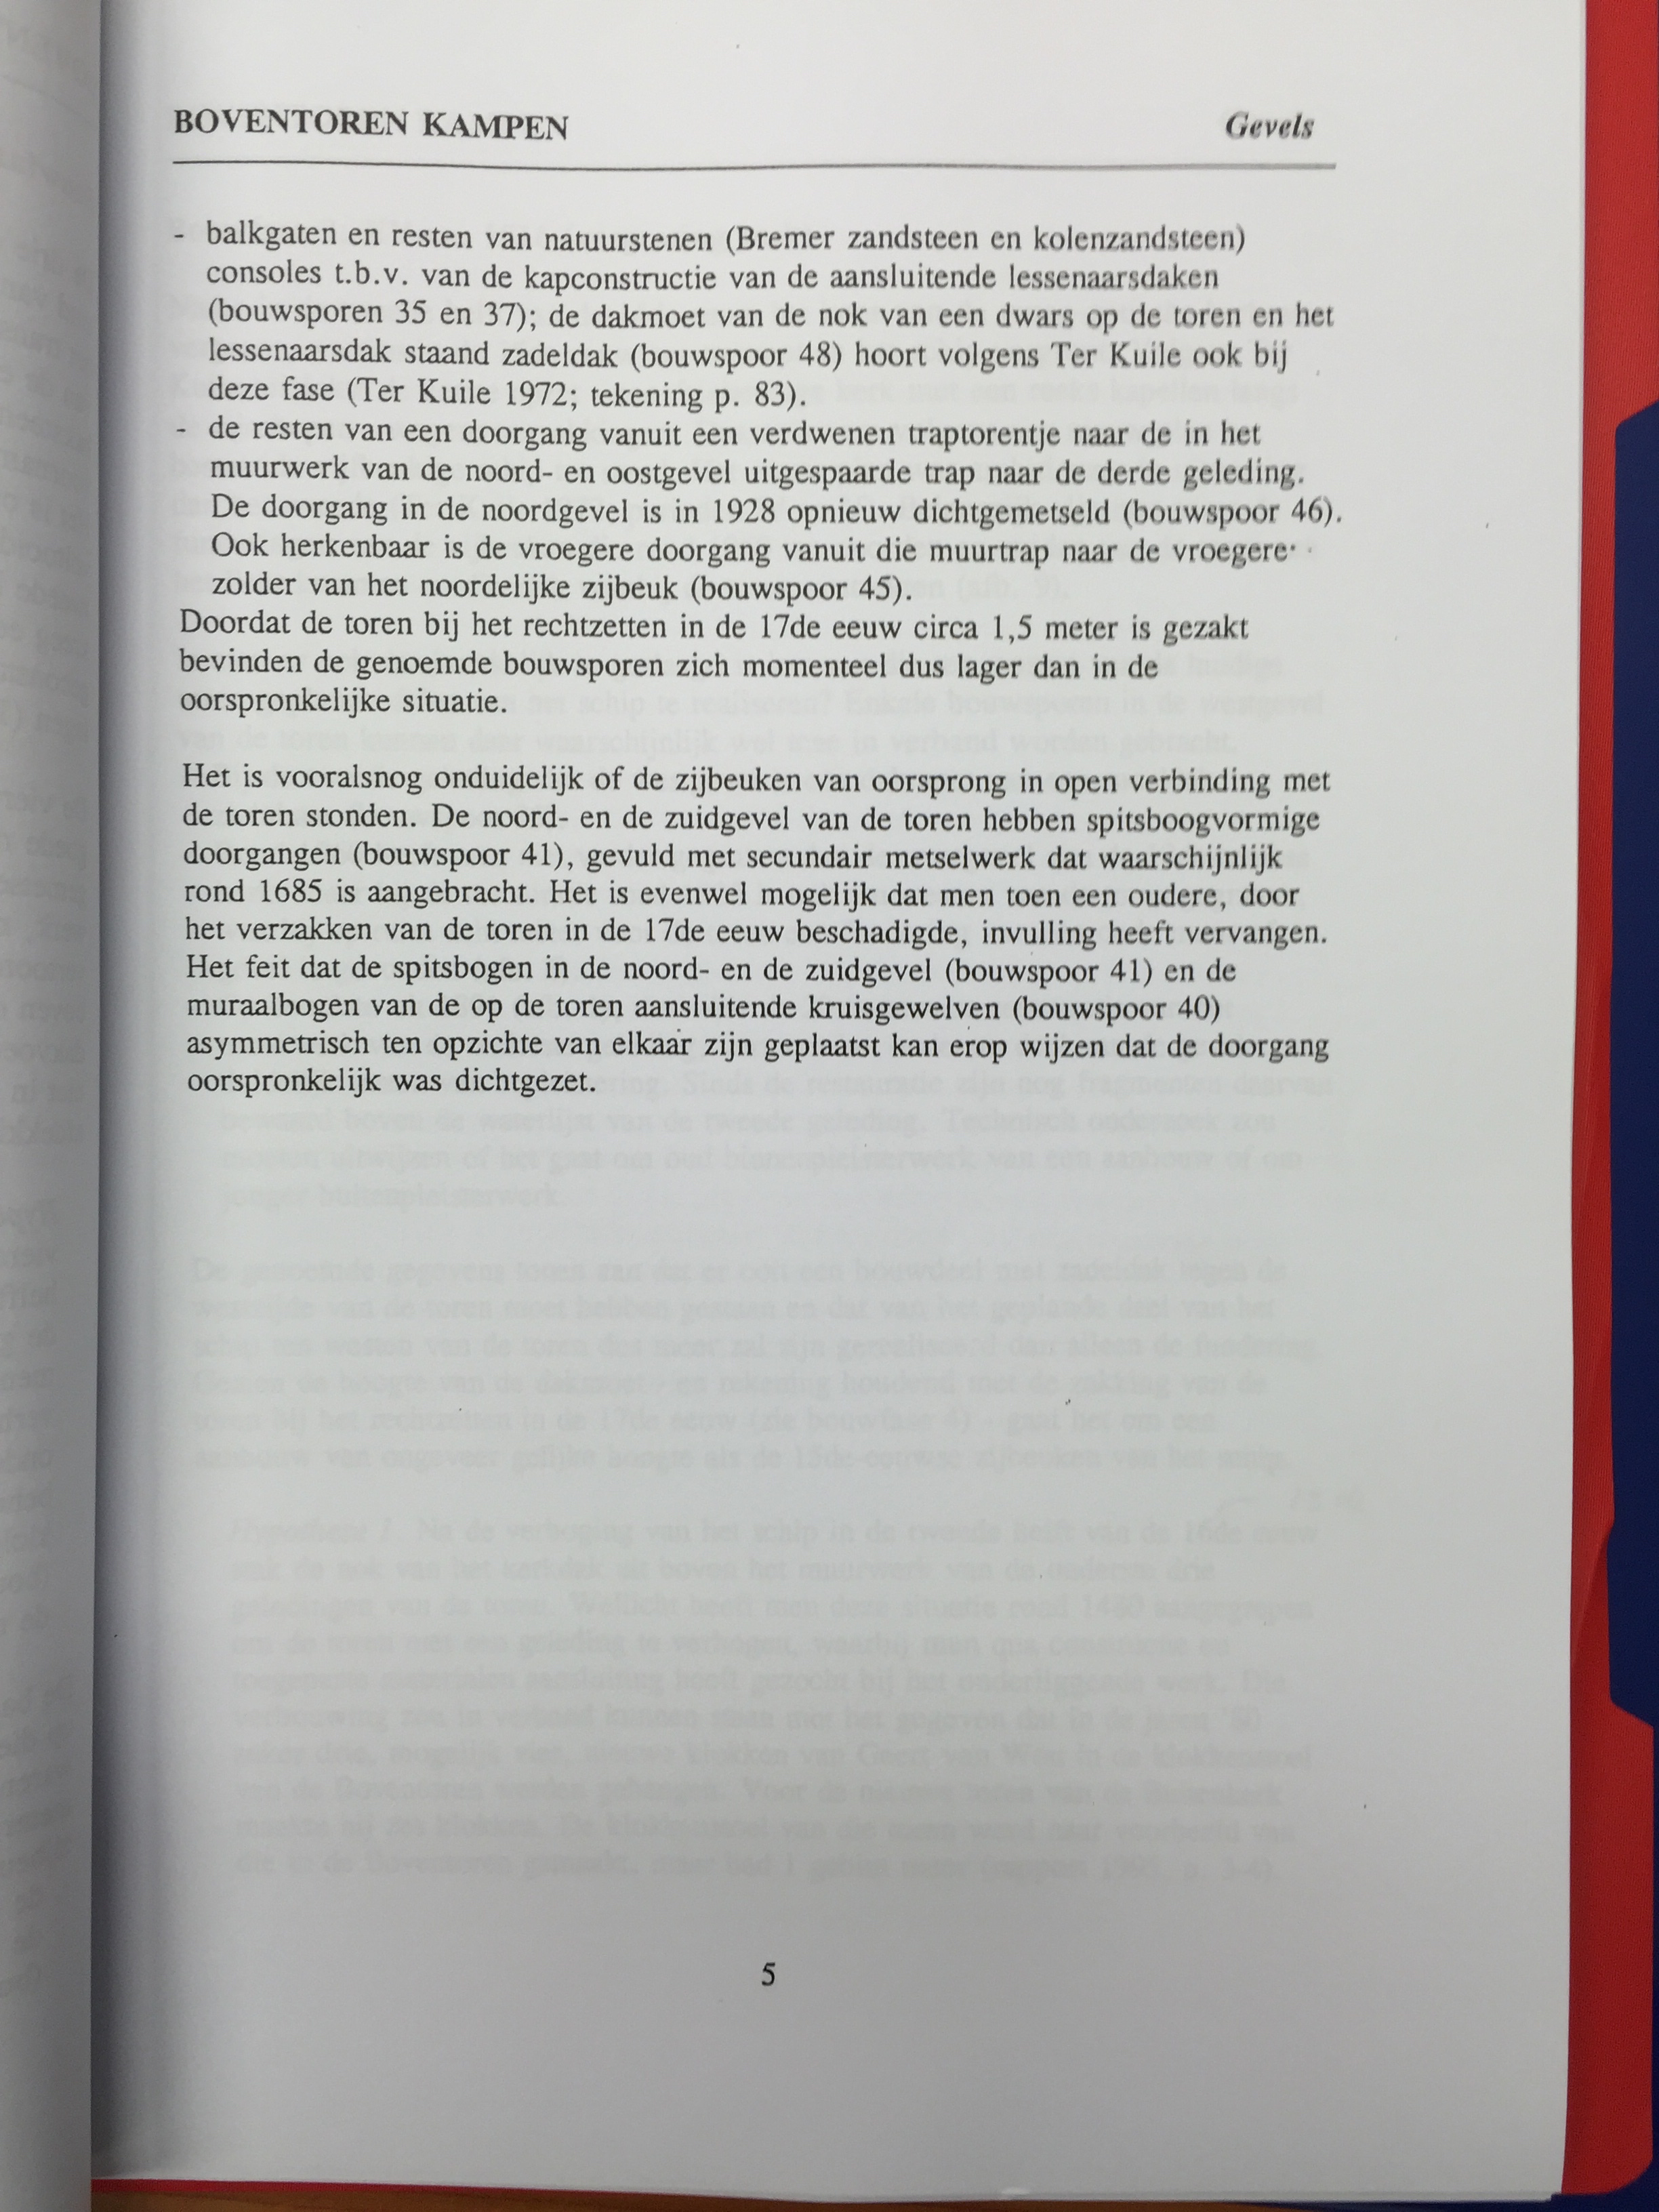 BOVENTOREN KAMPEN Gevels
- balkgaten en resten van natuurstenen (Bremer zandsteen en kolenzandsteen)
consoles t.b.v. van de kapconstructie van de aansluitende lessenaarsdaken
(bouwsporen 35 en 37); de dakmoet van de nok van een dwars op de toren en het
lessenaarsdak staand zadeldak (bouwspoor 48) hoort volgens Ter Kuile ook bij
deze fase (Ter Kuile 1972; tekening p. 83).
- de resten van een doorgang vanuit een verdwenen traptorentje naar de in het
muurwerk van de noord- en oostgevel uitgespaarde trap naar de derde geleding.
De doorgang in de noordgevel is in 1928 opnieuw dichtgemetseld (bouwspoor 46).
Ook herkenbaar is de vroegere doorgang vanuit die muurtrap naar de vroegere
zolder van het noordelijke zijbeuk (bouwspoor 45).
Doordat de toren bij het rechtzetten in de 17de eeuw circa 1,5 meter is gezakt
bevinden de genoemde bouwsporen zich momenteel dus lager dan in de
oorspronkelijke situatie.
Het is vooralsnog onduidelijk of de zijbeuken van oorsprong in open verbinding met
de toren stonden. De noord- en de zuidgevel van de toren hebben spitsboogvormige
doorgangen (bouwspoor 41), gevuld met secundair metselwerk dat waarschijnlijk
rond 1685 is aangebracht. Het is evenwel mogelijk dat men toen een oudere, door
het verzakken van de toren in de 17de eeuw beschadigde, invulling heeft vervangen.
Het feit dat de spitsbogen in de noord- en de zuidgevel (bouwspoor 41) en de
muraalbogen van de op de toren aansluitende kruisgewelven (bouwspoor 40)
asymmetrisch ten opzichte van elkaar zijn geplaatst kan erop wijzen dat de doorgang
oorspronkelijk was dichtgezet.
5